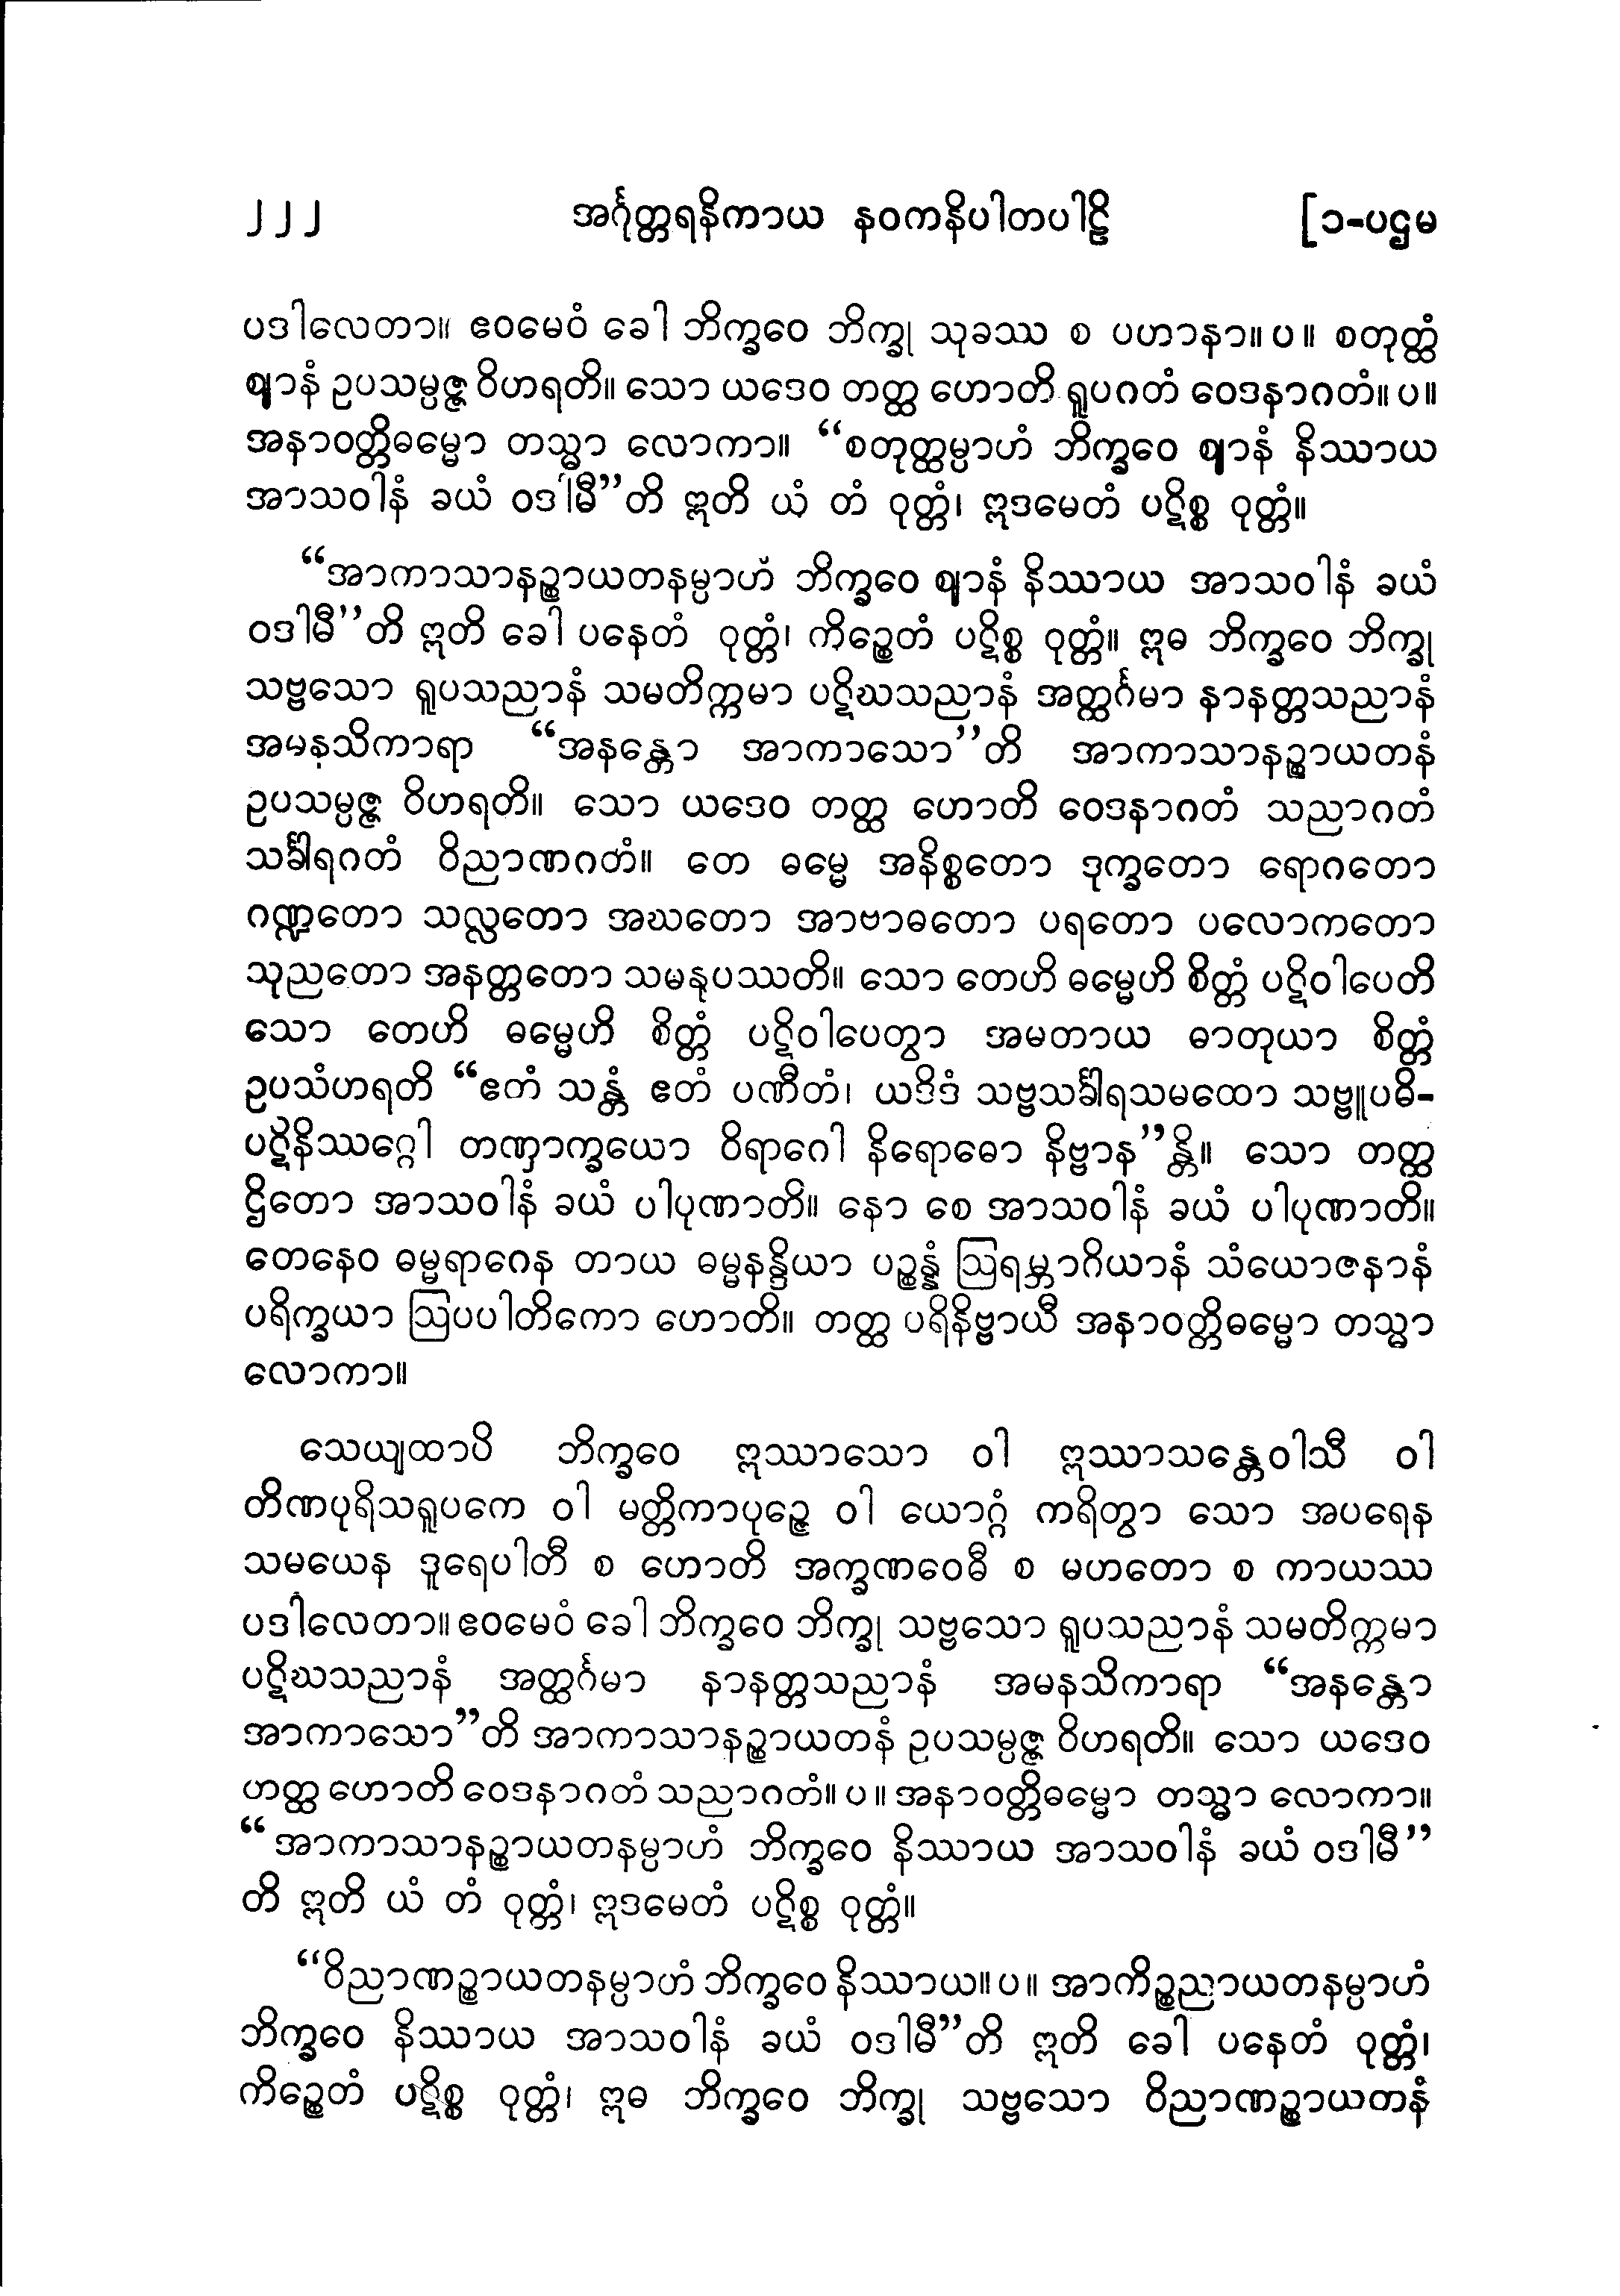 ၂၂၂ အင်္ဂုတ္တရနိကာယ နဝကနိပါတပါဠိ [၁-ပဌမ
ပဒါလေတာ။ ဧဝမေဝံ ခေါ ဘိက္ခဝေ ဘိက္ခု သုခဿ စ ပဟာနာ။ ပ။ စတုတ္ထံ
ဈာနံ ဥပသမ္ပဇ္ဇ ဝိဟရတိ။ သော ယဒေဝ တတ္ထ ဟောတိ ရူပဂတံ ဝေဒနာဂတံ။ ပ။
အနာဝတ္တိဓမ္မော တသ္မာ လောကာ။ “စတုတ္ထမ္ပာဟံ ဘိက္ခဝေ ဈာနံ နိဿာယ
အာသဝါနံ ခယံ ဝဒါမီ”တိ ဣတိ ယံ တံ ဝုတ္တံ၊ ဣဒမေတံ ပဋိစ္စ ဝုတ္တံ။
“အာကာသာနဉ္စာယတနမ္ပာဟံ ဘိက္ခဝေ ဈာနံ နိဿာယ အာသဝါနံ ခယံ
ဝဒါမီ”တိ ဣတိ ခေါ ပနေတံ ဝုတ္တံ၊ ကိဉ္စေတံ ပဋိစ္စ ဝုတ္တံ။ ဣဓ ဘိက္ခဝေ ဘိက္ခု
သဗ္ဗသော ရူပသညာနံ သမတိက္ကမာ ပဋိဃသညာနံ အတ္ထင်္ဂမာ နာနတ္တသညာနံ
အမနသိကာရာ “အနန္တော အာကာသော”တိ အာကာသာနဉ္စာယတနံ
ဥပသမ္ပဇ္ဇ ဝိဟရတိ။ သော ယဒေဝ တတ္ထ ဟောတိ ဝေဒနာဂတံ သညာဂတံ
သင်္ခါရဂတံ ဝိညာဏဂတံ။ တေ ဓမ္မေ အနိစ္စတော ဒုက္ခတော ရောဂတော
ဂဏ္ဍတော သလ္လတော အဃတော အာဗာဓတော ပရတော ပလောကတော
သုညတော အနတ္တတော သမနုပဿတိ။ သော တေဟိ ဓမ္မေဟိ စိတ္တံ ပဋိဝါပေတိ
သော တေဟိ ဓမ္မေဟိ စိတ္တံ ပဋိဝါပေတွာ အမတာယ ဓာတုယာ စိတ္တံ
ဥပသံဟရတိ “ဧကံ သန္တံ ဧတံ ပဏီတံ၊ ယဒိဒံ သဗ္ဗသင်္ခါရသမထော သဗ္ဗူပဓိ-
ပဋိနိဿဂ္ဂေါ တဏှာက္ခယော ဝိရာဂေါ နိရောဓော နိဗ္ဗာန”န္တိ။ သော တတ္ထ
ဌိတော အာသဝါနံ ခယံ ပါပုဏာတိ။ နော စေ အာသဝါနံ ခယံ ပါပုဏာတိ။
တေနေဝ ဓမ္မရာဂေန တာယ ဓမ္မနန္ဒိယာ ပဉ္စန္နံ ဩရမ္ဘာဂိယာနံ သံယောဇနာနံ
ပရိက္ခယာ ဩပပါတိကော ဟောတိ။ တတ္ထ ပရိနိဗ္ဗာယီ အနာဝတ္တိဓမ္မော တသ္မာ
လောကာ။
သေယျထာပိ ဘိက္ခဝေ ဣဿာသော ဝါ ဣဿာသန္တေဝါသီ ဝါ
တိဏပုရိသရူပကေ ဝါ မတ္တိကာပုဉ္ဇေ ဝါ ယောဂ္ဂံ ကရိတွာ သော အပရေန
သမယေန ဒူရေပါတီ စ ဟောတိ အက္ခဏဝေဓီ စ မဟတော စ ကာယဿ
ပဒါလေတာ။ ဧဝမေဝံ ခေါ ဘိက္ခဝေ ဘိက္ခု သဗ္ဗသော ရူပသညာနံ သမတိက္ကမာ
ပဋိဃသညာနံ အတ္ထင်္ဂမာ နာနတ္တသညာနံ အမနသိကာရာ “အနန္တော
အာကာသော”တိ အာကာသာနဉ္စာယတနံ ဥပသမ္ပဇ္ဇ ဝိဟရတိ။ သော ယဒေဝ
ဟတ္ထ ဟောတိ ဝေဒနာဂတံ သညာဂတံ။ ပ။ အနာဝတ္တိဓမ္မော တသ္မာ လောကာ။
“အာကာသာနဉ္စာယတနမ္ပာဟံ ဘိက္ခဝေ နိဿာယ အာသဝါနံ ခယံ ဝဒါမီ”
တိ ဣတိ ယံ တံ ဝုတ္တံ၊ ဣဒမေတံ ပဋိစ္စ ဝုတ္တံ။
“ဝိညာဏဉ္စာယတနမ္ပာဟံ ဘိက္ခဝေ နိဿာယ။ ပ။ အာကိဉ္စညာယတနမ္ပာဟံ
ဘိက္ခဝေ နိဿာယ အာသဝါနံ ခယံ ဝဒါမီ”တိ ဣတိ ခေါ ပနေတံ ဝုတ္တံ၊
ကိဉ္စေတံ ပဋိစ္စ ဝုတ္တံ၊ ဣဓ ဘိက္ခဝေ ဘိက္ခု သဗ္ဗသော ဝိညာဏဉ္စာယတနံ